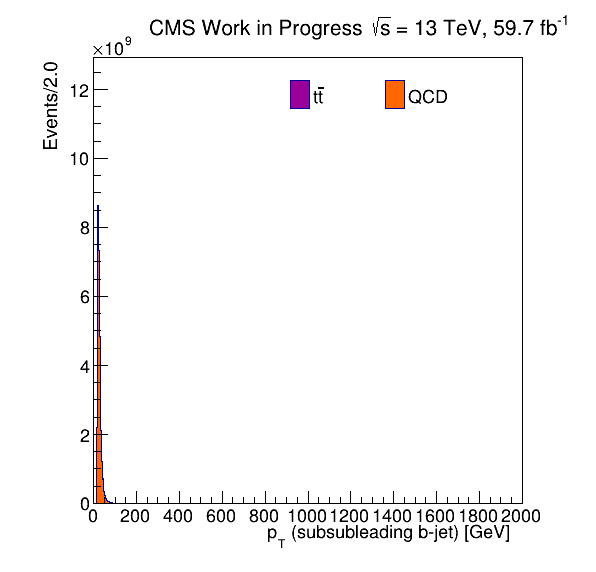 CMS Work in Progress √s = 13 TeV, 59.7 fb⁻¹
×10⁹
Events/2.0
tt̄
QCD
12
10
8
6
4
2
0
0 200 400 600 800 1000 1200 1400 1600 1800 2000
p_T (subsubleading b-jet) [GeV]